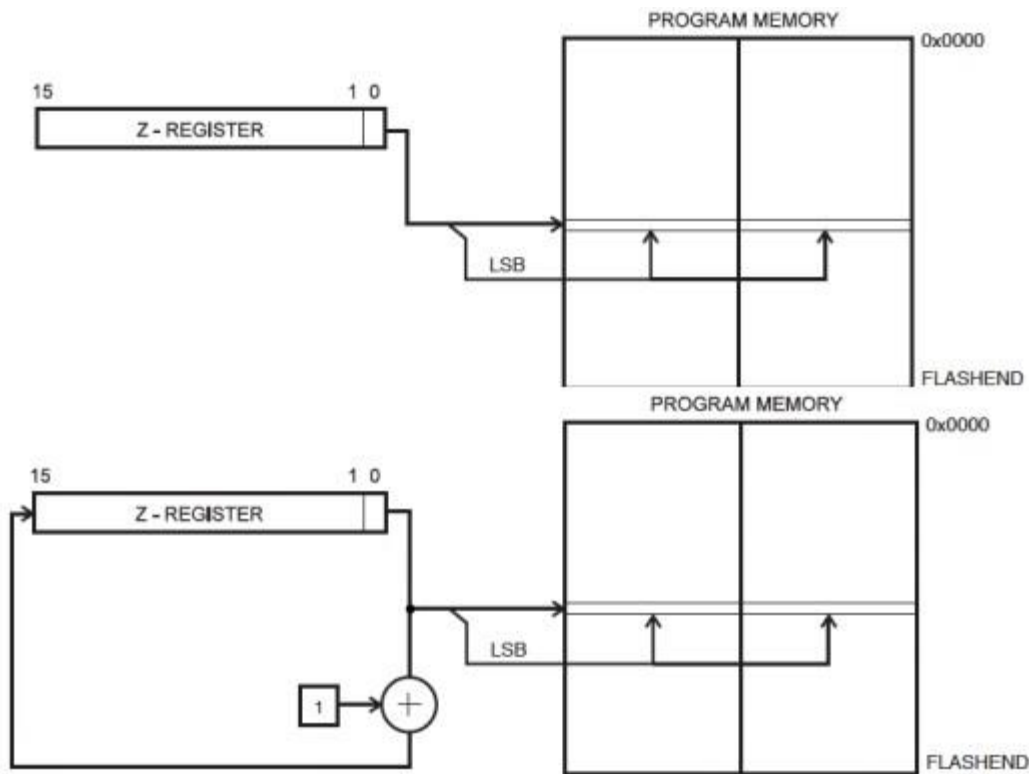 PROGRAM MEMORY
0x0000
15 1 0
Z - REGISTER
LSB
FLASHEND
PROGRAM MEMORY
0x0000
15 1 0
Z - REGISTER
LSB
1
FLASHEND